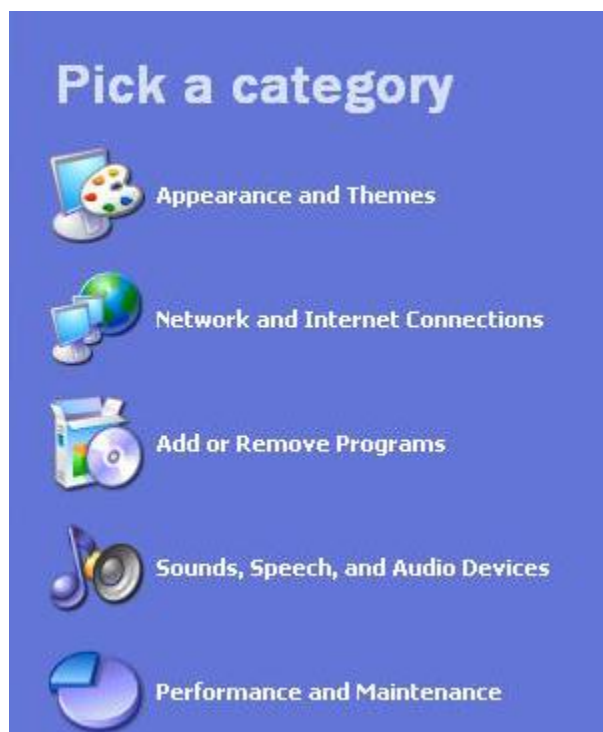 Pick a category
Appearance and Themes
Network and Internet Connections
Add or Remove Programs
Sounds, Speech, and Audio Devices
Performance and Maintenance